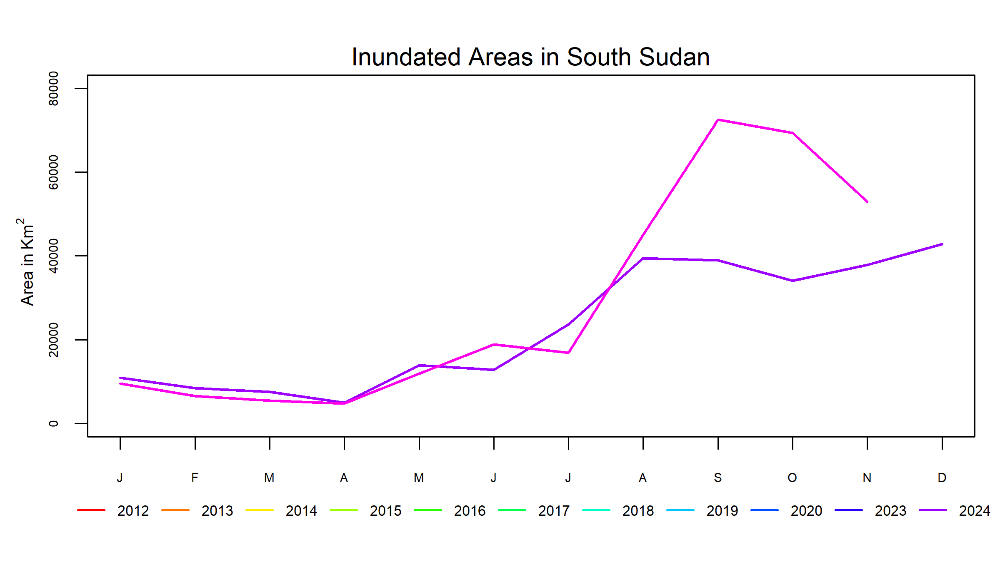 Inundated Areas in South Sudan
Area in Km²
80000
60000
40000
20000
0
J F M A M J J A S O N D
2012 2013 2014 2015 2016 2017 2018 2019 2020 2023 2024